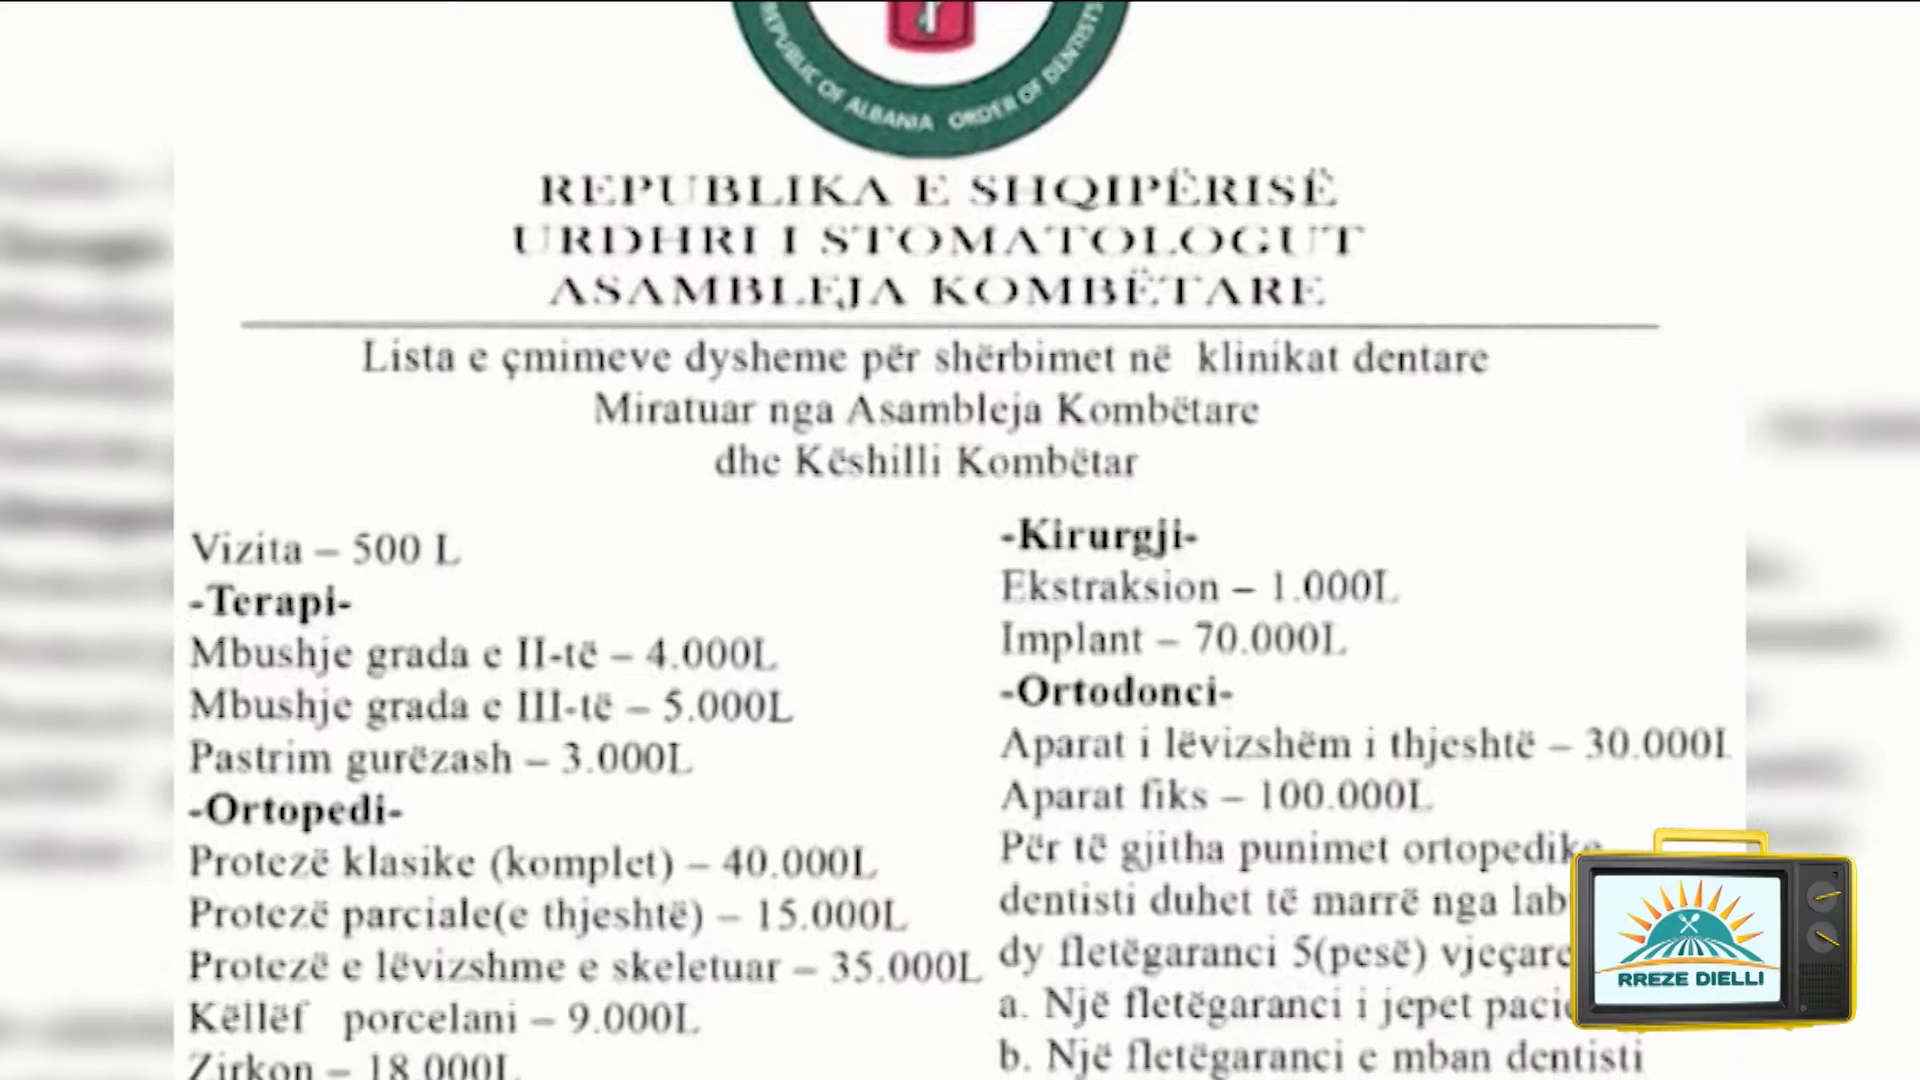 REPUBLIC OF ALBANIA ORDER OF DENTISTS
REPUBLIKA E SHQIPËRISË
URDHRI I STOMATOLOGUT
ASAMBLEJA KOMBËTARE
Lista e çmimeve dysheme për shërbimet në klinikat dentare
Miratuar nga Asambleja Kombëtare
dhe Këshilli Kombëtar
Vizita – 500 L
-Terapi-
Mbushje grada e II-të – 4.000L
Mbushje grada e III-të – 5.000L
Pastrim gurëzash – 3.000L
-Ortopedi-
Protezë klasike (komplet) – 40.000L
Protezë parciale(e thjeshtë) – 15.000L
Protezë e lëvizshme e skeletuar – 35.000L
Këllëf porcelani – 9.000L
Zirkon – 18.000L
-Kirurgji-
Ekstraksion – 1.000L
Implant – 70.000L
-Ortodonci-
Aparat i lëvizshëm i thjeshtë – 30.000L
Aparat fiks – 100.000L
Për të gjitha punimet ortopedike
dentisti duhet të marrë nga lab
dy fletëgaranci 5(pesë) vjeçare
a. Një fletëgaranci i jepet pacie
b. Një fletëgaranci e mban dentisti
RREZE DIELLI